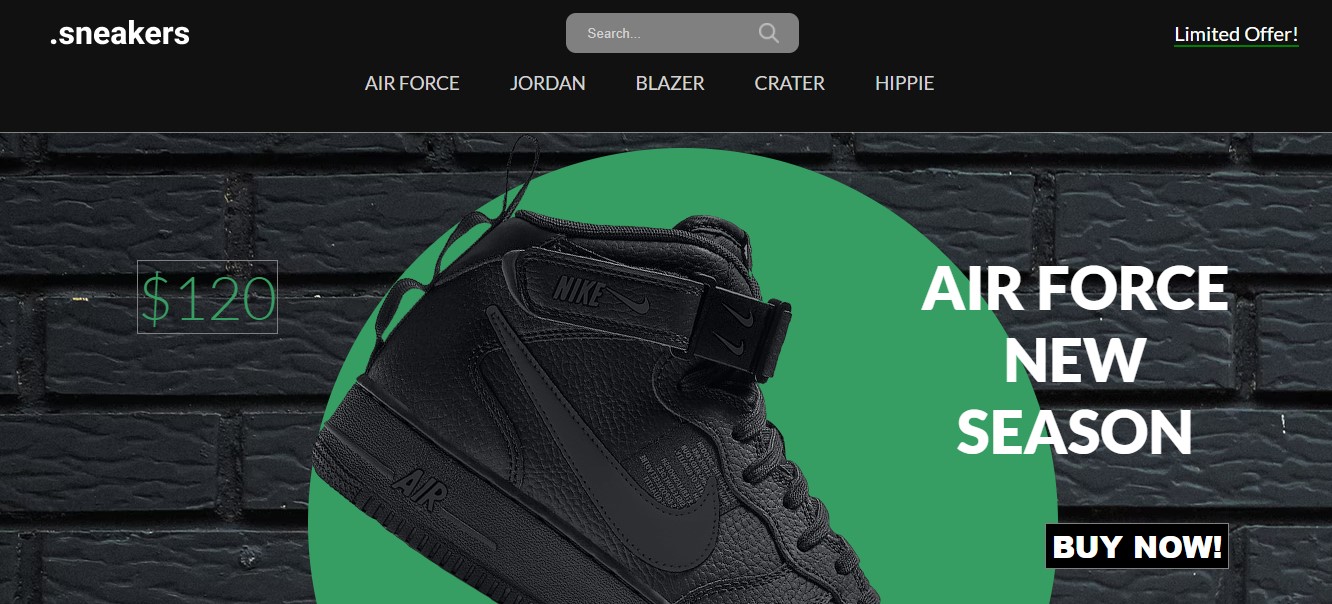 .sneakers
Search...
Limited Offer!
AIR FORCE JORDAN BLAZER CRATER HIPPIE
$120
NIKE
AIR
AIR FORCE
NEW
SEASON
BUY NOW!